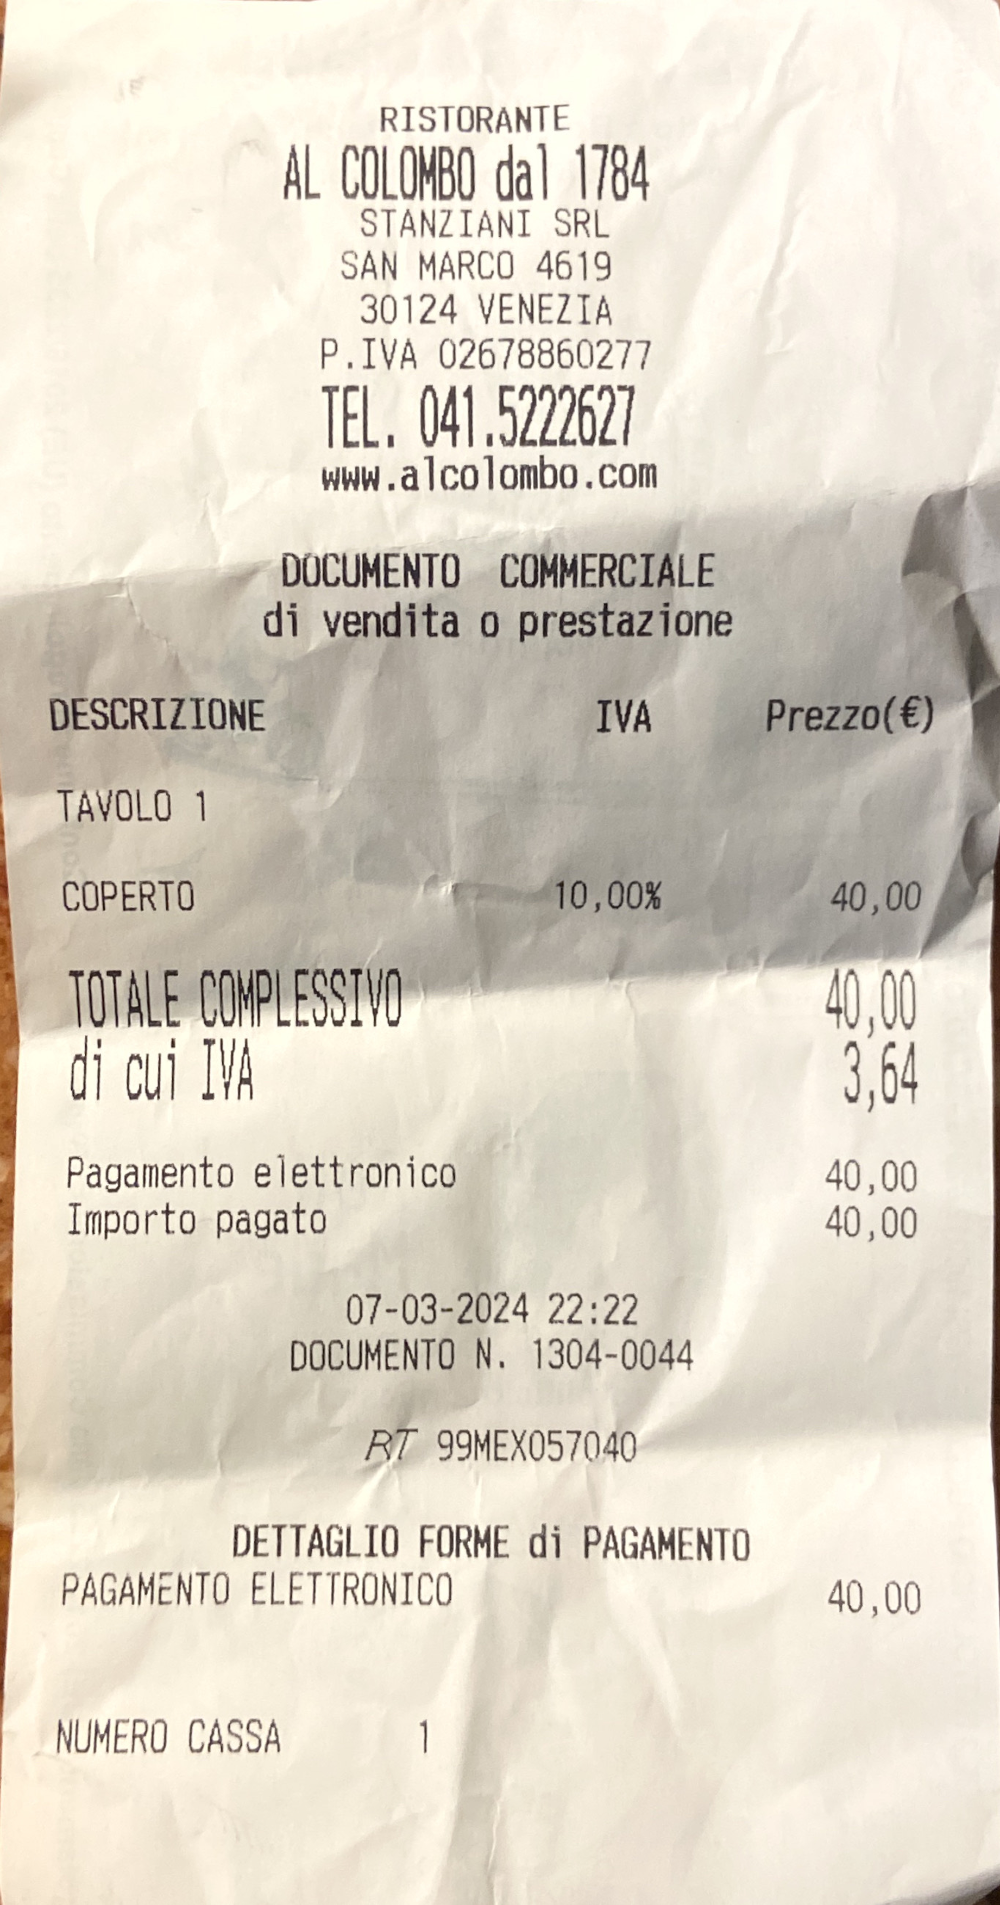 RISTORANTE
AL COLOMBO dal 1784
STANZIANI SRL
SAN MARCO 4619
30124 VENEZIA
P.IVA 02678860277
TEL. 041.5222627
www.alcolombo.com
DOCUMENTO COMMERCIALE
di vendita o prestazione
DESCRIZIONE IVA Prezzo(€)
TAVOLO 1
COPERTO 10,00% 40,00
TOTALE COMPLESSIVO 40,00
di cui IVA 3,64
Pagamento elettronico 40,00
Importo pagato 40,00
07-03-2024 22:22
DOCUMENTO N. 1304-0044
RT 99MEX057040
DETTAGLIO FORME di PAGAMENTO
PAGAMENTO ELETTRONICO 40,00
NUMERO CASSA 1